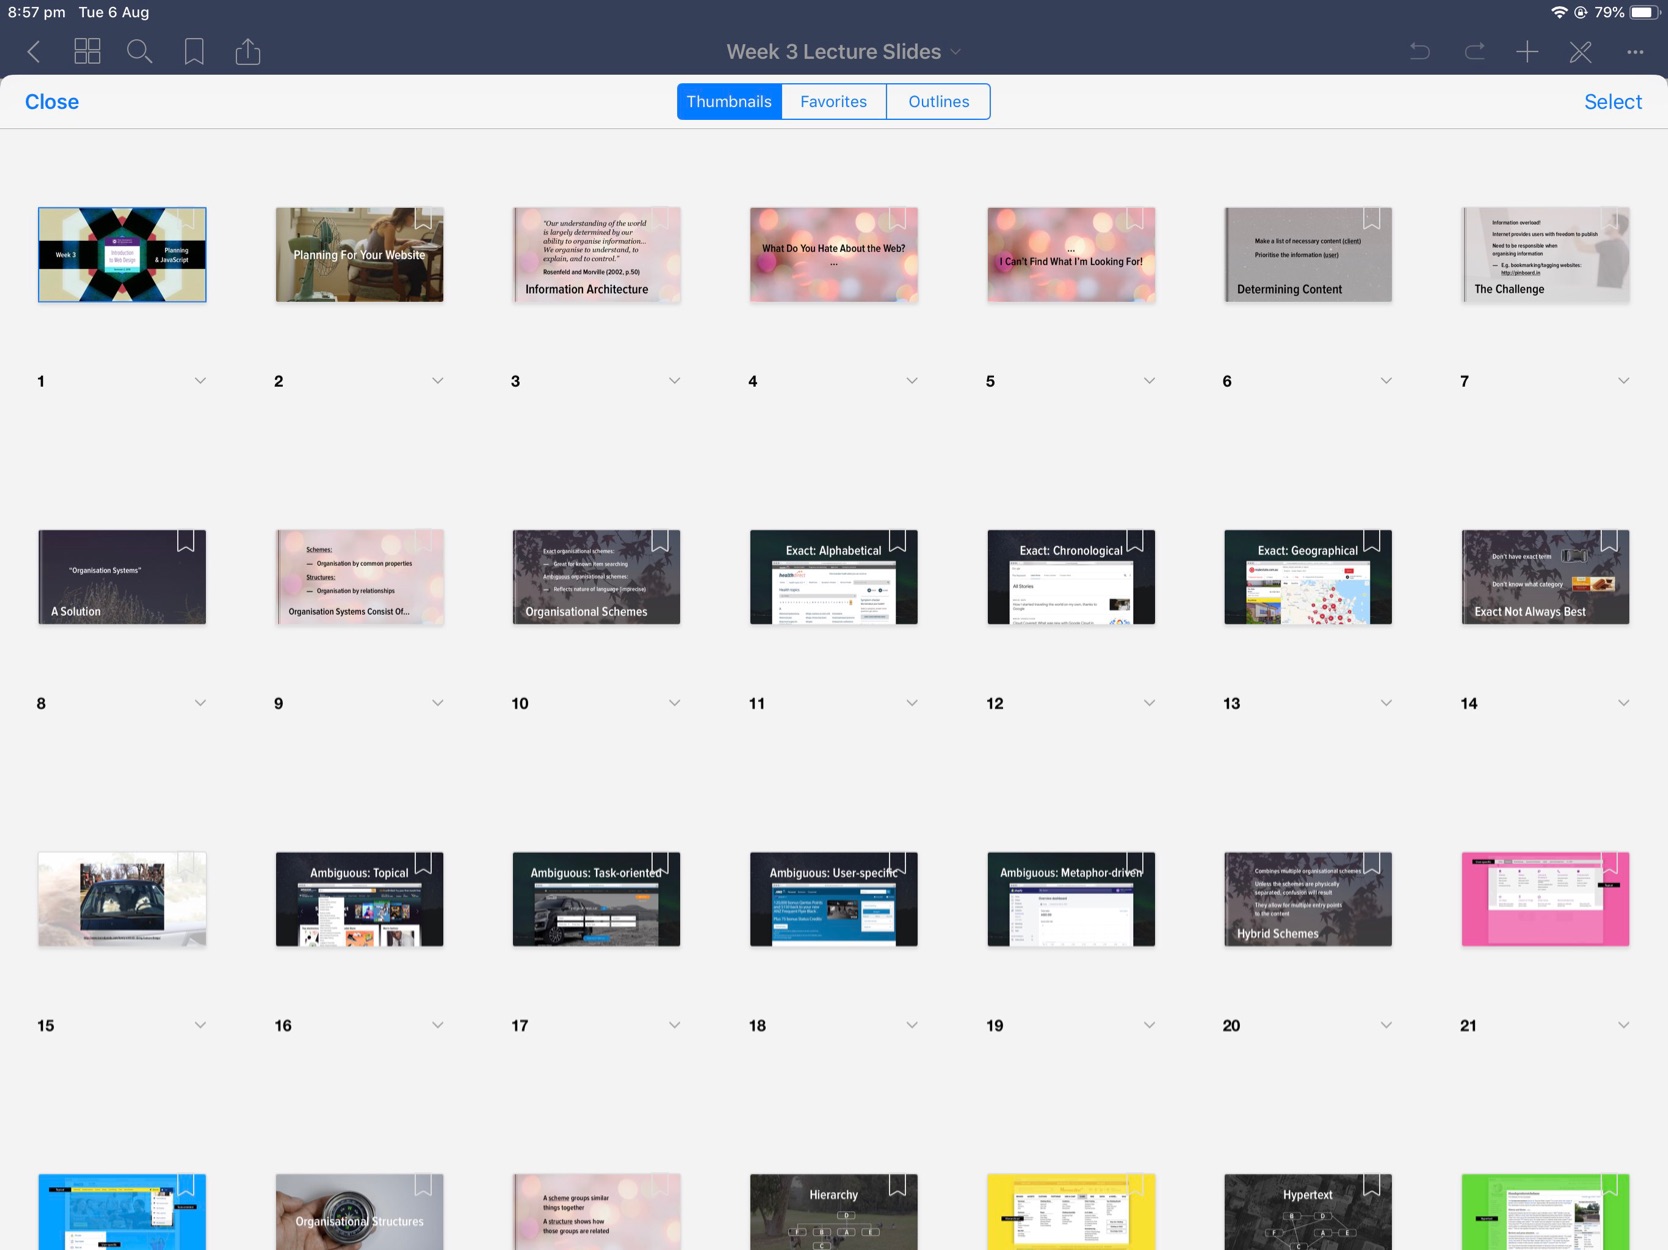 8:57 pm Tue 6 Aug
79%
Week 3 Lecture Slides
Close
Thumbnails
Favorites
Outlines
Select
Week 3
Introduction
to Web Design
Planning
& JavaScript
Planning For Your Website
"Our understanding of the world
is largely determined by our
ability to organise information...
We organise to understand, to
explain, and to control."
Rosenfeld and Morville (2002, p.50)
Information Architecture
What Do You Hate About the Web?
...
...
I Can't Find What I'm Looking For!
Make a list of necessary content (client)
Prioritise the information (user)
Determining Content
Information overload!
Internet provides users with freedom to publish
Need to be responsible when
organising information
— E.g. bookmarking/tagging websites:
http://pinboard.in
The Challenge
1
2
3
4
5
6
7
"Organisation Systems"
A Solution
Schemes:
— Organisation by common properties
Structures:
— Organisation by relationships
Organisation Systems Consist Of...
Exact organisational schemes:
— Great for known item searching
Ambiguous organisational schemes:
— Reflects nature of language (imprecise)
Organisational Schemes
Exact: Alphabetical
Health topics
Exact: Chronological
All Stories
Exact: Geographical
Don't have exact term
Don't know what category
Exact Not Always Best
8
9
10
11
12
13
14
Ambiguous: Topical
Ambiguous: Task-oriented
Ambiguous: User-specific
Ambiguous: Metaphor-driven
Combines multiple organisational schemes
Unless the schemes are physically
separated, confusion will result
They allow for multiple entry points
to the content
Hybrid Schemes
15
16
17
18
19
20
21
Organisational Structures
A scheme groups similar
things together
A structure shows how
those groups are related
Hierarchy
D
F B A E
C
Hypertext
B D
F A E
C